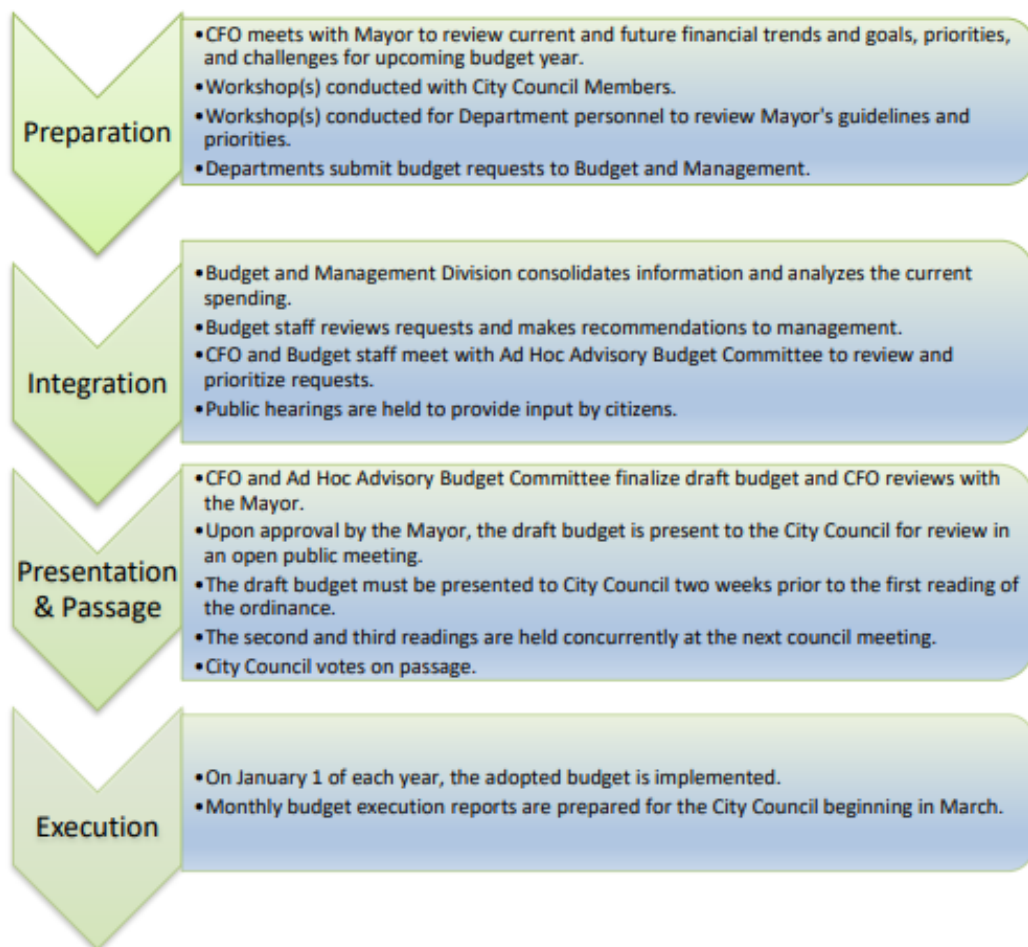 Preparation
•CFO meets with Mayor to review current and future financial trends and goals, priorities,
and challenges for upcoming budget year.
•Workshop(s) conducted with City Council Members.
•Workshop(s) conducted for Department personnel to review Mayor's guidelines and
priorities.
•Departments submit budget requests to Budget and Management.
Integration
•Budget and Management Division consolidates information and analyzes the current
spending.
•Budget staff reviews requests and makes recommendations to management.
•CFO and Budget staff meet with Ad Hoc Advisory Budget Committee to review and
prioritize requests.
•Public hearings are held to provide input by citizens.
Presentation
& Passage
•CFO and Ad Hoc Advisory Budget Committee finalize draft budget and CFO reviews with
the Mayor.
•Upon approval by the Mayor, the draft budget is present to the City Council for review in
an open public meeting.
•The draft budget must be presented to City Council two weeks prior to the first reading of
the ordinance.
•The second and third readings are held concurrently at the next council meeting.
•City Council votes on passage.
Execution
•On January 1 of each year, the adopted budget is implemented.
•Monthly budget execution reports are prepared for the City Council beginning in March.